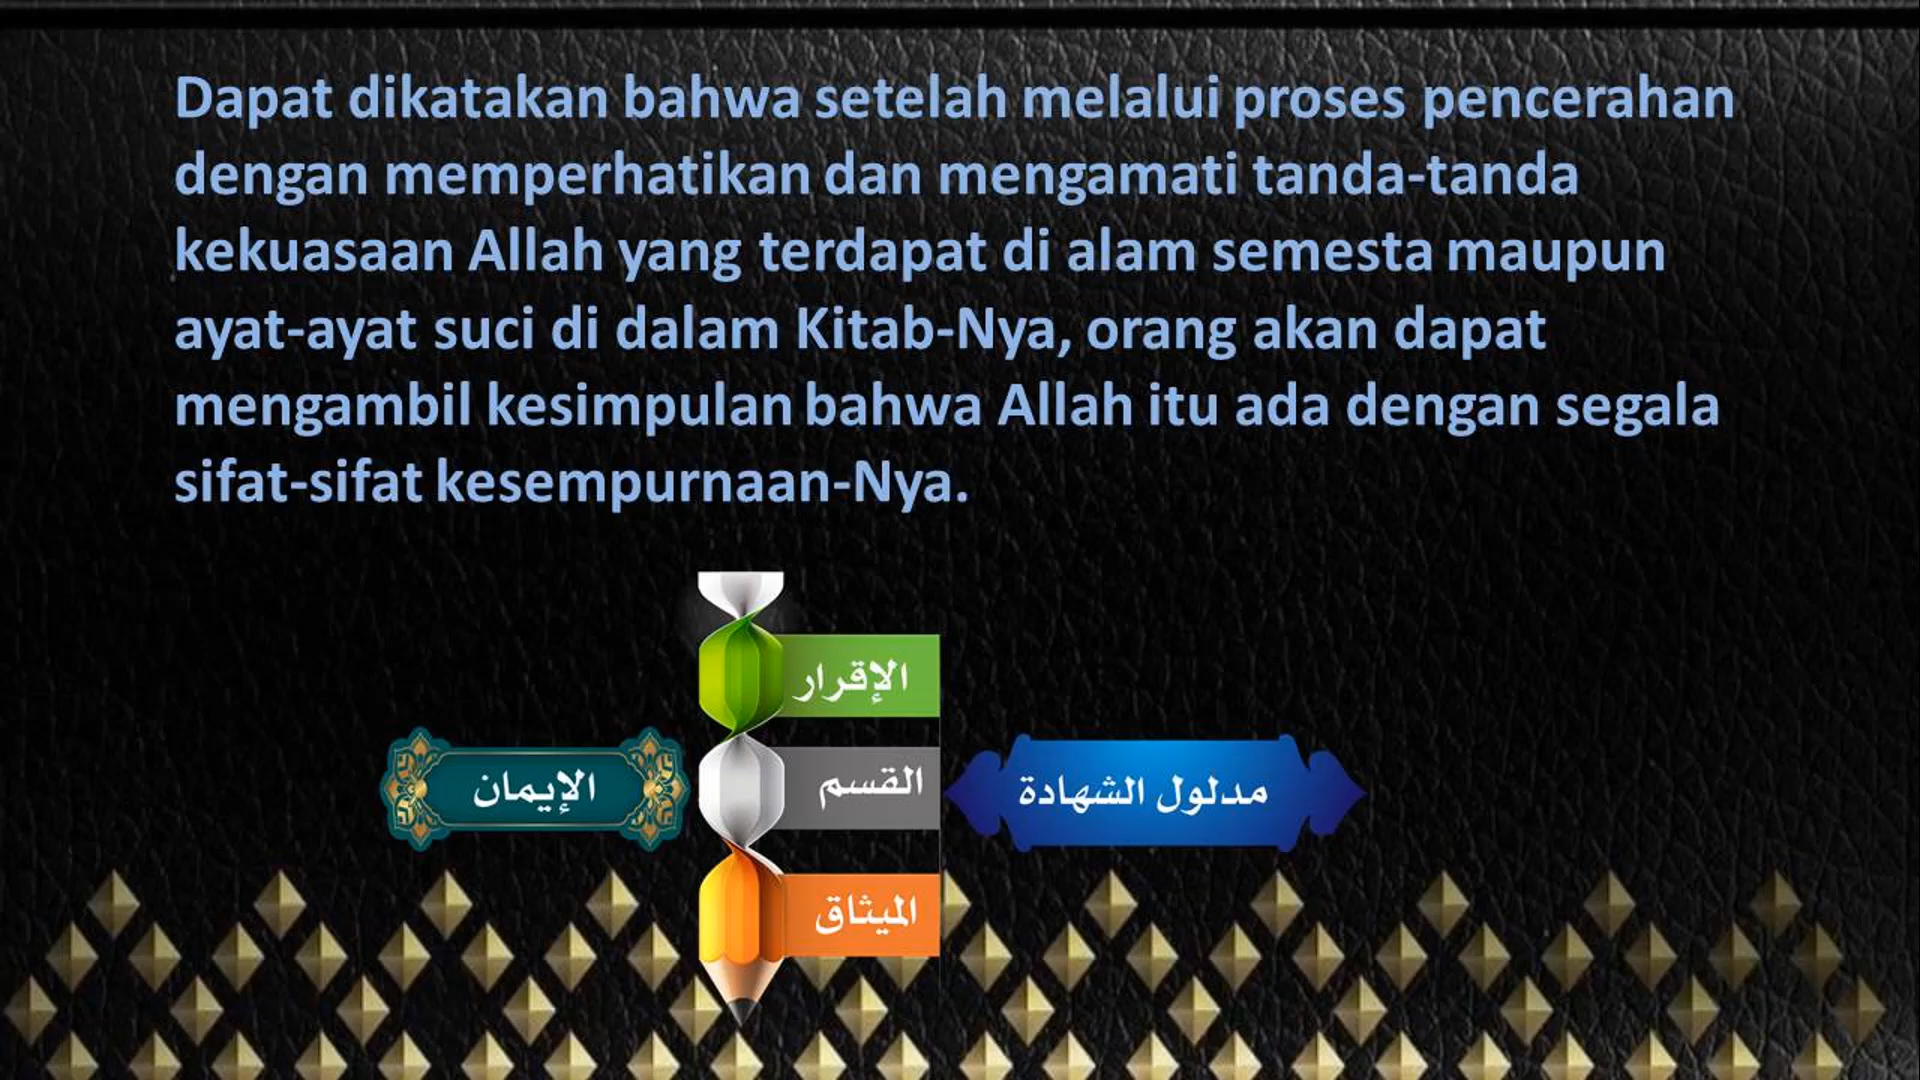 Dapat dikatakan bahwa setelah melalui proses pencerahan
dengan memperhatikan dan mengamati tanda-tanda
kekuasaan Allah yang terdapat di alam semesta maupun
ayat-ayat suci di dalam Kitab-Nya, orang akan dapat
mengambil kesimpulan bahwa Allah itu ada dengan segala
sifat-sifat kesempurnaan-Nya.
الإقرار
مدلول الشهادة
القسم
الإيمان
الميثاق